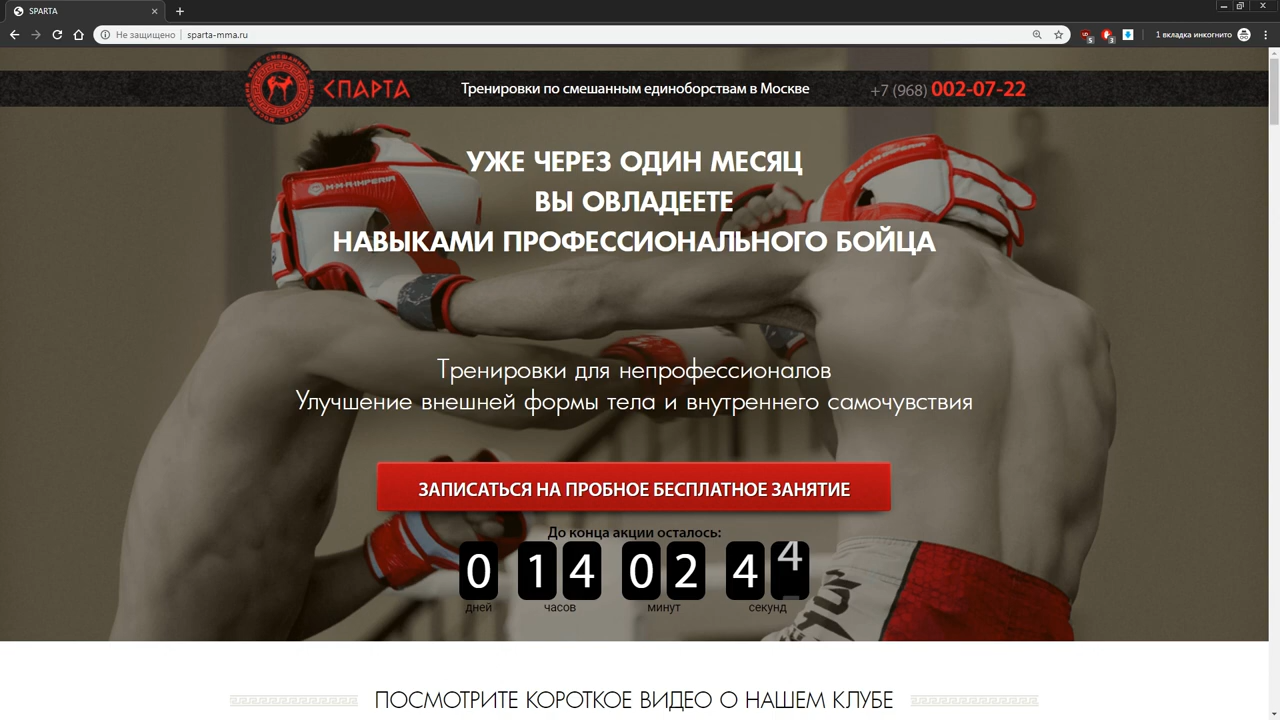 SPARTA
Не защищено
sparta-mma.ru
1 вкладка инкогнито
СПАРТА
Тренировки по смешанным единоборствам в Москве
+7 (968) 002-07-22
УЖЕ ЧЕРЕЗ ОДИН МЕСЯЦ
ВЫ ОВЛАДЕЕТЕ
НАВЫКАМИ ПРОФЕССИОНАЛЬНОГО БОЙЦА
Тренировки для непрофессионалов
Улучшение внешней формы тела и внутреннего самочувствия
ЗАПИСАТЬСЯ НА ПРОБНОЕ БЕСПЛАТНОЕ ЗАНЯТИЕ
До конца акции осталось:
0 14 02 44
дней часов минут секунд
ПОСМОТРИТЕ КОРОТКОЕ ВИДЕО О НАШЕМ КЛУБЕ